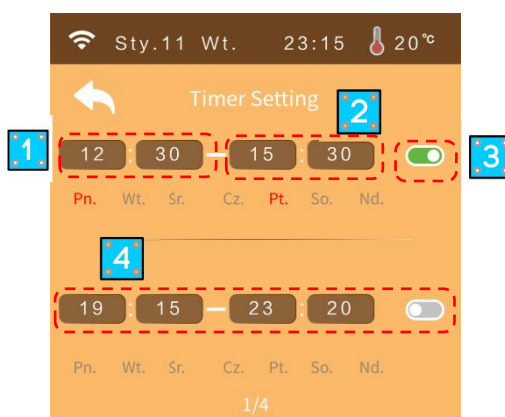 Sty.11 Wt. 23:15 20℃
Timer Setting
2
1
12 : 30 — 15 : 30
3
Pn. Wt. Śr. Cz. Pt. So. Nd.
4
19 : 15 — 23 : 20
Pn. Wt. Śr. Cz. Pt. So. Nd.
1/4